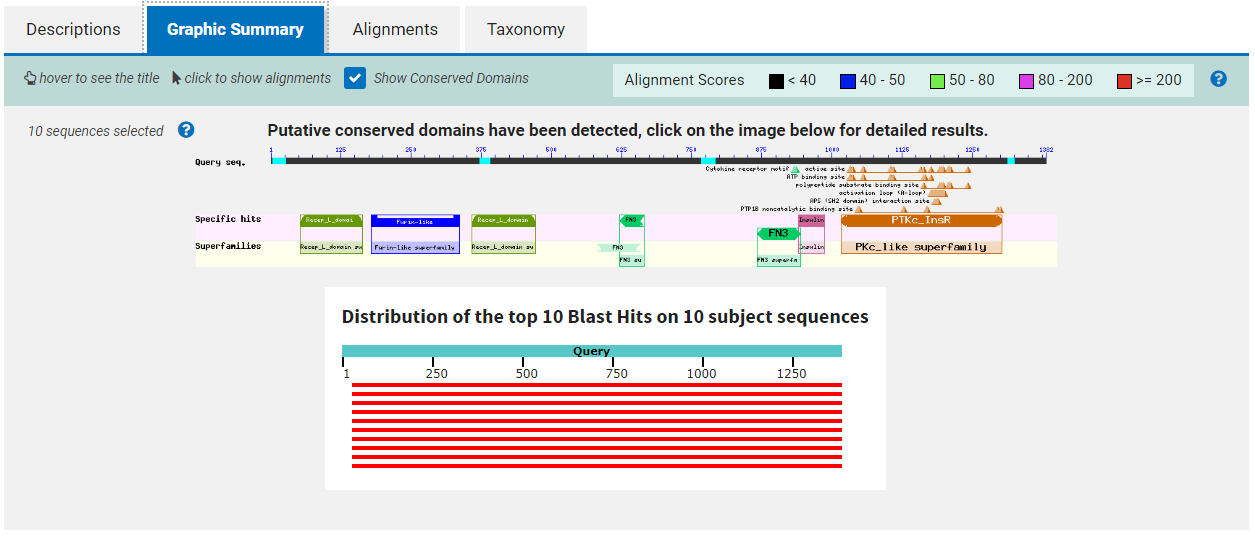 Descriptions Graphic Summary Alignments Taxonomy
hover to see the title click to show alignments Show Conserved Domains Alignment Scores < 40 40 - 50 50 - 80 80 - 200 >= 200 ?
10 sequences selected ? Putative conserved domains have been detected, click on the image below for detailed results.
1 125 250 375 500 625 750 875 1000 1125 1250 1382
Query seq.
Cytokine receptor motif active site
ATP binding site
polypeptide substrate binding site
activation loop (A-loop)
APS (SH2 domain) interaction site
PTP1B noncatalytic binding site
Specific hits Recep_L_domai Furin-like Recep_L_domain FN3 Insulin PTKc_InsR
FN3
Superfamilies Recep_L_domain su Furin-like superfamily Recep_L_domain su FN3 Insulin PKc_like superfamily
FN3 su FN3 superfa
Distribution of the top 10 Blast Hits on 10 subject sequences
Query
1 250 500 750 1000 1250